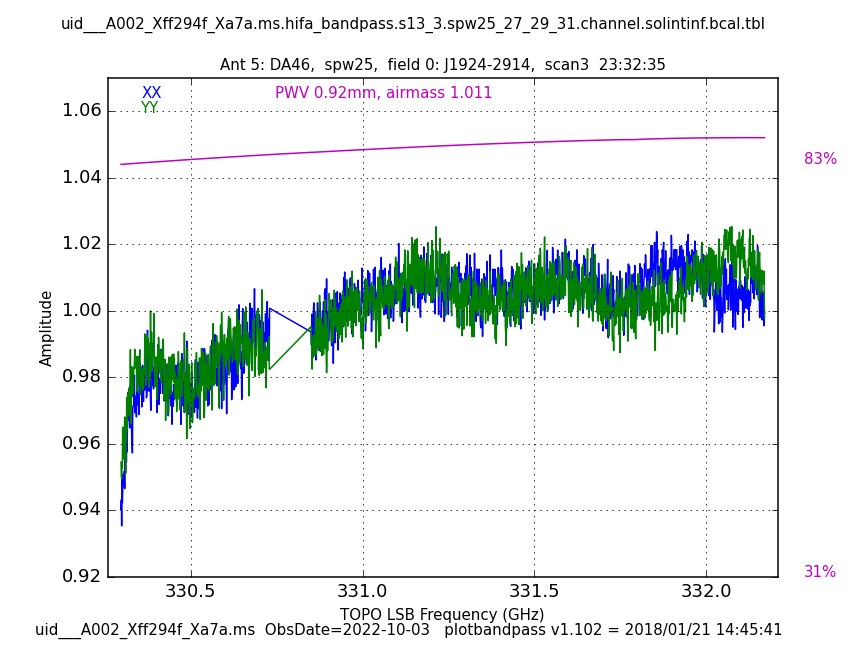 uid___A002_Xff294f_Xa7a.ms.hifa_bandpass.s13_3.spw25_27_29_31.channel.solintinf.bcal.tbl
Ant 5: DA46,  spw25,  field 0: J1924-2914,  scan3  23:32:35
XX
YY
PWV 0.92mm, airmass 1.011
1.06
1.04
1.02
1.00
0.98
0.96
0.94
0.92
Amplitude
83%
31%
330.5
331.0
331.5
332.0
TOPO LSB Frequency (GHz)
uid___A002_Xff294f_Xa7a.ms  ObsDate=2022-10-03   plotbandpass v1.102 = 2018/01/21 14:45:41